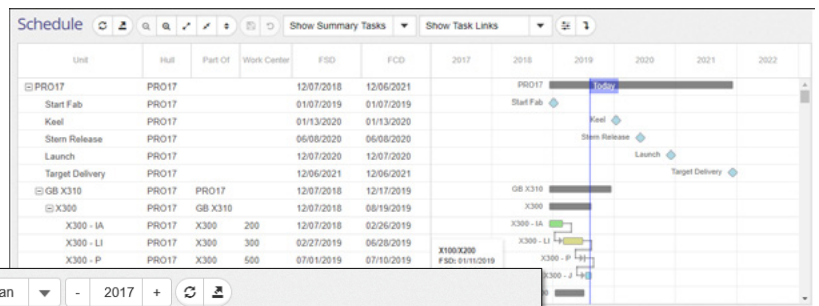 Schedule Show Summary Tasks Show Task Links
Unit Hull Part Of Work Center FSD FCD 2017 2018 2019 2020 2021 2022
PRO17 PRO17 12/07/2018 12/06/2021 PRO17 Today
Start Fab PRO17 01/07/2019 01/07/2019 Start Fab
Keel PRO17 01/13/2020 01/13/2020 Keel
Stern Release PRO17 06/08/2020 06/08/2020 Stern Release
Launch PRO17 12/07/2020 12/07/2020 Launch
Target Delivery PRO17 12/06/2021 12/06/2021 Target Delivery
GB X310 PRO17 PRO17 12/07/2018 12/17/2019 GB X310
X300 PRO17 GB X310 12/07/2018 08/19/2019 X300
X300 - IA PRO17 X300 200 12/07/2018 02/26/2019 X300 - IA
X300 - LI PRO17 X300 300 02/27/2019 06/28/2019 X300 - LI
X100/X200
X300 - P PRO17 X300 500 07/01/2019 07/10/2019 FSD: 01/11/2019 X300 - P
X300 - J
an - 2017 +